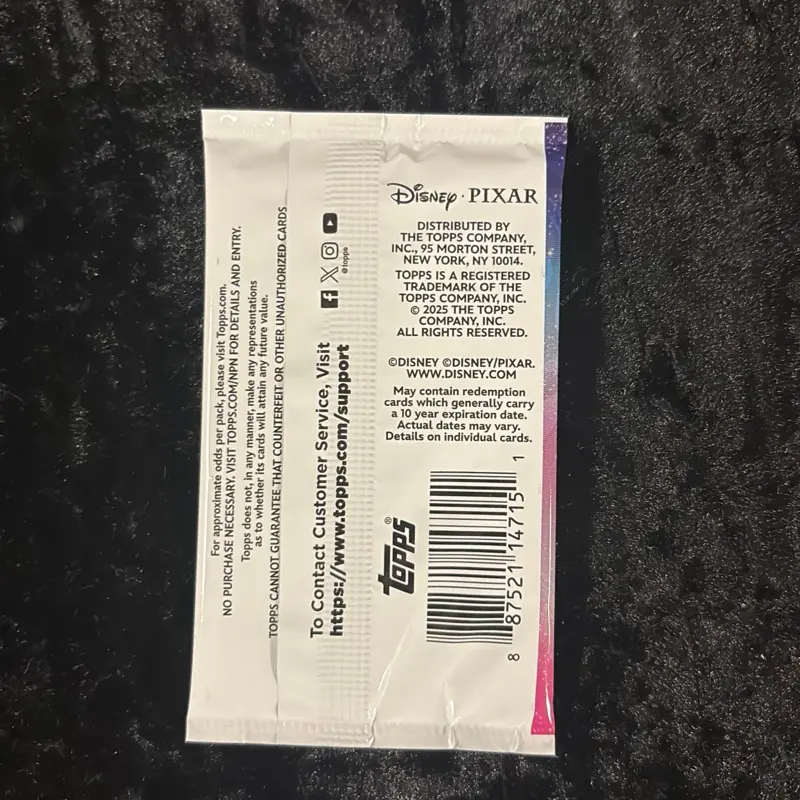 For approximate odds per pack, please visit Topps.com.
NO PURCHASE NECESSARY. VISIT TOPPS.COM/NPN FOR DETAILS AND ENTRY.
Topps does not, in any manner, make any representations
as to whether its cards will attain any future value.
TOPPS CANNOT GUARANTEE THAT COUNTERFEIT OR OTHER UNAUTHORIZED CARDS
To Contact Customer Service, Visit
https://www.topps.com/support
@topps
Disney · PIXAR
DISTRIBUTED BY
THE TOPPS COMPANY,
INC., 95 MORTON STREET,
NEW YORK, NY 10014.
TOPPS IS A REGISTERED
TRADEMARK OF THE
TOPPS COMPANY, INC.
© 2025 THE TOPPS
COMPANY, INC.
ALL RIGHTS RESERVED.
©DISNEY ©DISNEY/PIXAR.
WWW.DISNEY.COM
May contain redemption
cards which generally carry
a 10 year expiration date.
Actual dates may vary.
Details on individual cards.
topps®
8 87521 14715 1